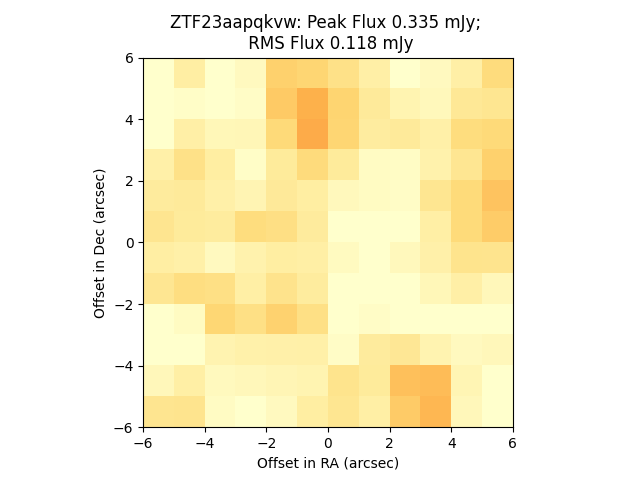 ZTF23aapqkvw: Peak Flux 0.335 mJy;
RMS Flux 0.118 mJy
6
4
2
0
−2
−4
−6
Offset in Dec (arcsec)
−6 −4 −2 0 2 4 6
Offset in RA (arcsec)